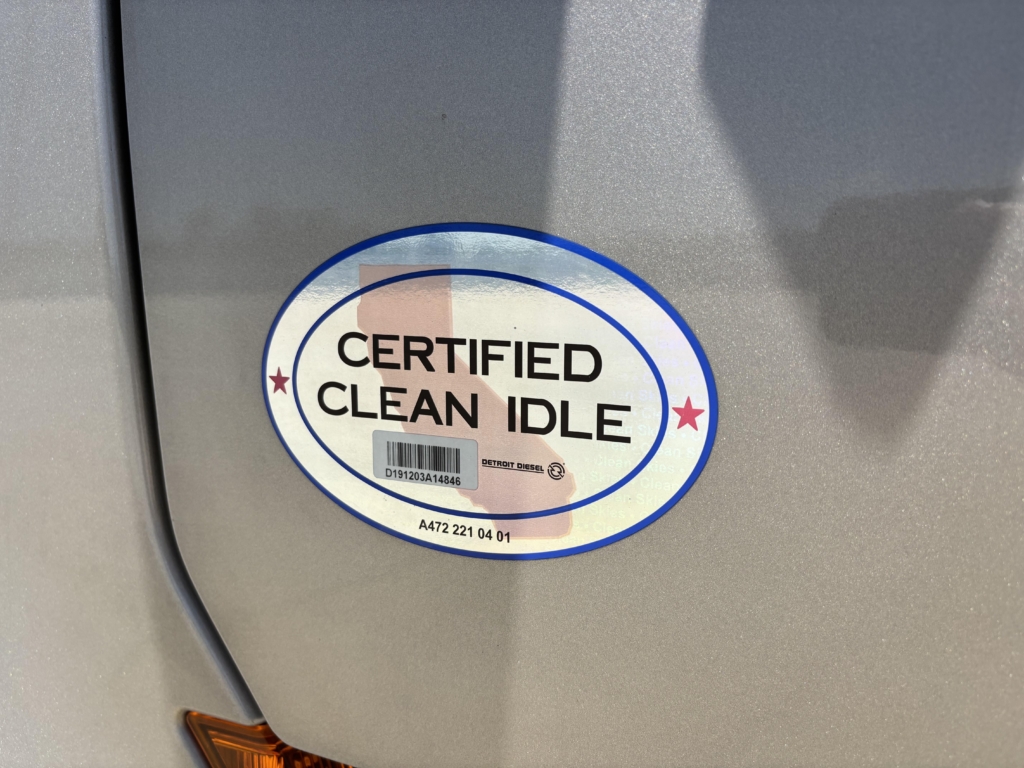 CERTIFIED
CLEAN IDLE
D191203A14846
DETROIT DIESEL
A472 221 04 01